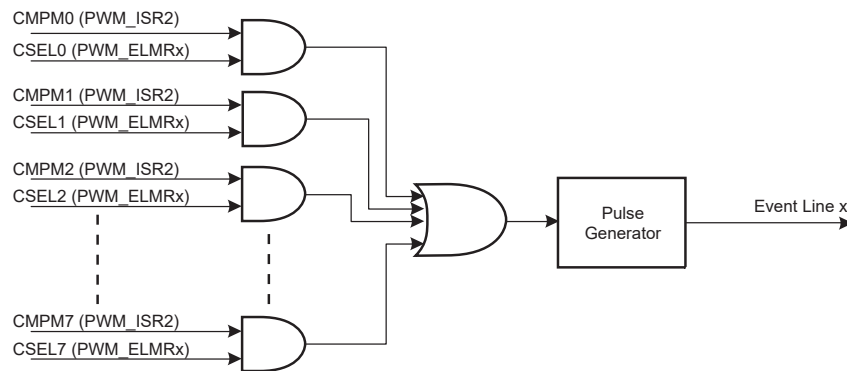 CMPM0 (PWM_ISR2)
CSEL0 (PWM_ELMRx)
CMPM1 (PWM_ISR2)
CSEL1 (PWM_ELMRx)
CMPM2 (PWM_ISR2)
CSEL2 (PWM_ELMRx)
Pulse
Generator
Event Line x
CMPM7 (PWM_ISR2)
CSEL7 (PWM_ELMRx)